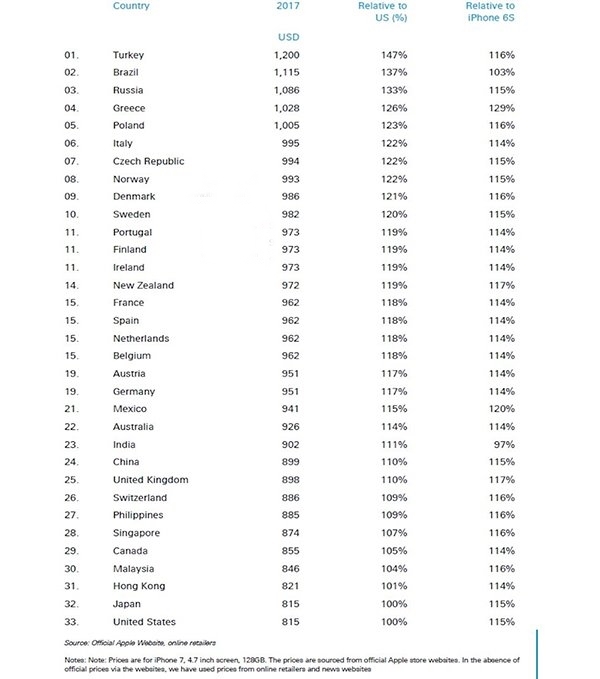 Country 2017 Relative to Relative to
US (%) iPhone 6S
USD
01. Turkey 1,200 147% 116%
02. Brazil 1,115 137% 103%
03. Russia 1,086 133% 115%
04. Greece 1,028 126% 129%
05. Poland 1,005 123% 116%
06. Italy 995 122% 114%
07. Czech Republic 994 122% 115%
08. Norway 993 122% 115%
09. Denmark 986 121% 116%
10. Sweden 982 120% 115%
11. Portugal 973 119% 114%
11. Finland 973 119% 114%
11. Ireland 973 119% 114%
14. New Zealand 972 119% 117%
15. France 962 118% 114%
15. Spain 962 118% 114%
15. Netherlands 962 118% 114%
15. Belgium 962 118% 114%
19. Austria 951 117% 114%
19. Germany 951 117% 114%
21. Mexico 941 115% 120%
22. Australia 926 114% 114%
23. India 902 111% 97%
24. China 899 110% 115%
25. United Kingdom 898 110% 117%
26. Switzerland 886 109% 116%
27. Philippines 885 109% 116%
28. Singapore 874 107% 116%
29. Canada 855 105% 114%
30. Malaysia 846 104% 116%
31. Hong Kong 821 101% 114%
32. Japan 815 100% 115%
33. United States 815 100% 115%
Source: Official Apple Website, online retailers
Notes: Note: Prices are for iPhone 7, 4.7 inch screen, 128GB. The prices are sourced from official Apple store websites. In the absence of
official prices via the websites, we have used prices from online retailers and news websites